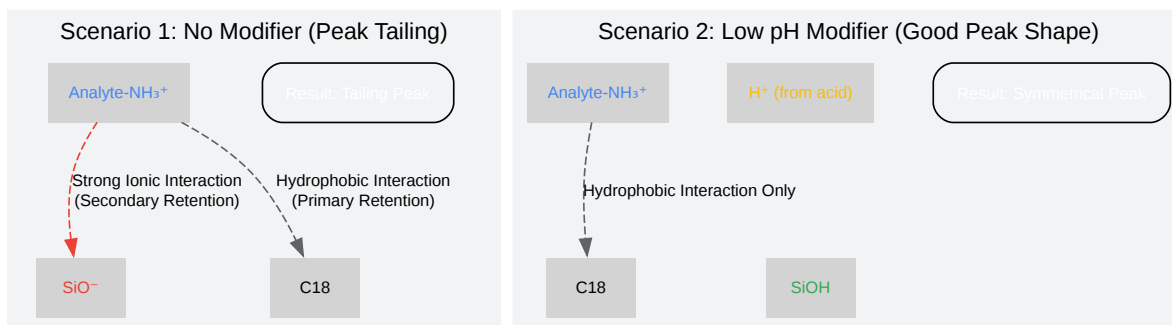 Scenario 1: No Modifier (Peak Tailing)
Analyte-NH₃⁺
Result: Tailing Peak
Strong Ionic Interaction
(Secondary Retention)
Hydrophobic Interaction
(Primary Retention)
SiO⁻
C18
Scenario 2: Low pH Modifier (Good Peak Shape)
Analyte-NH₃⁺
H⁺ (from acid)
Result: Symmetrical Peak
Hydrophobic Interaction Only
C18
SiOH